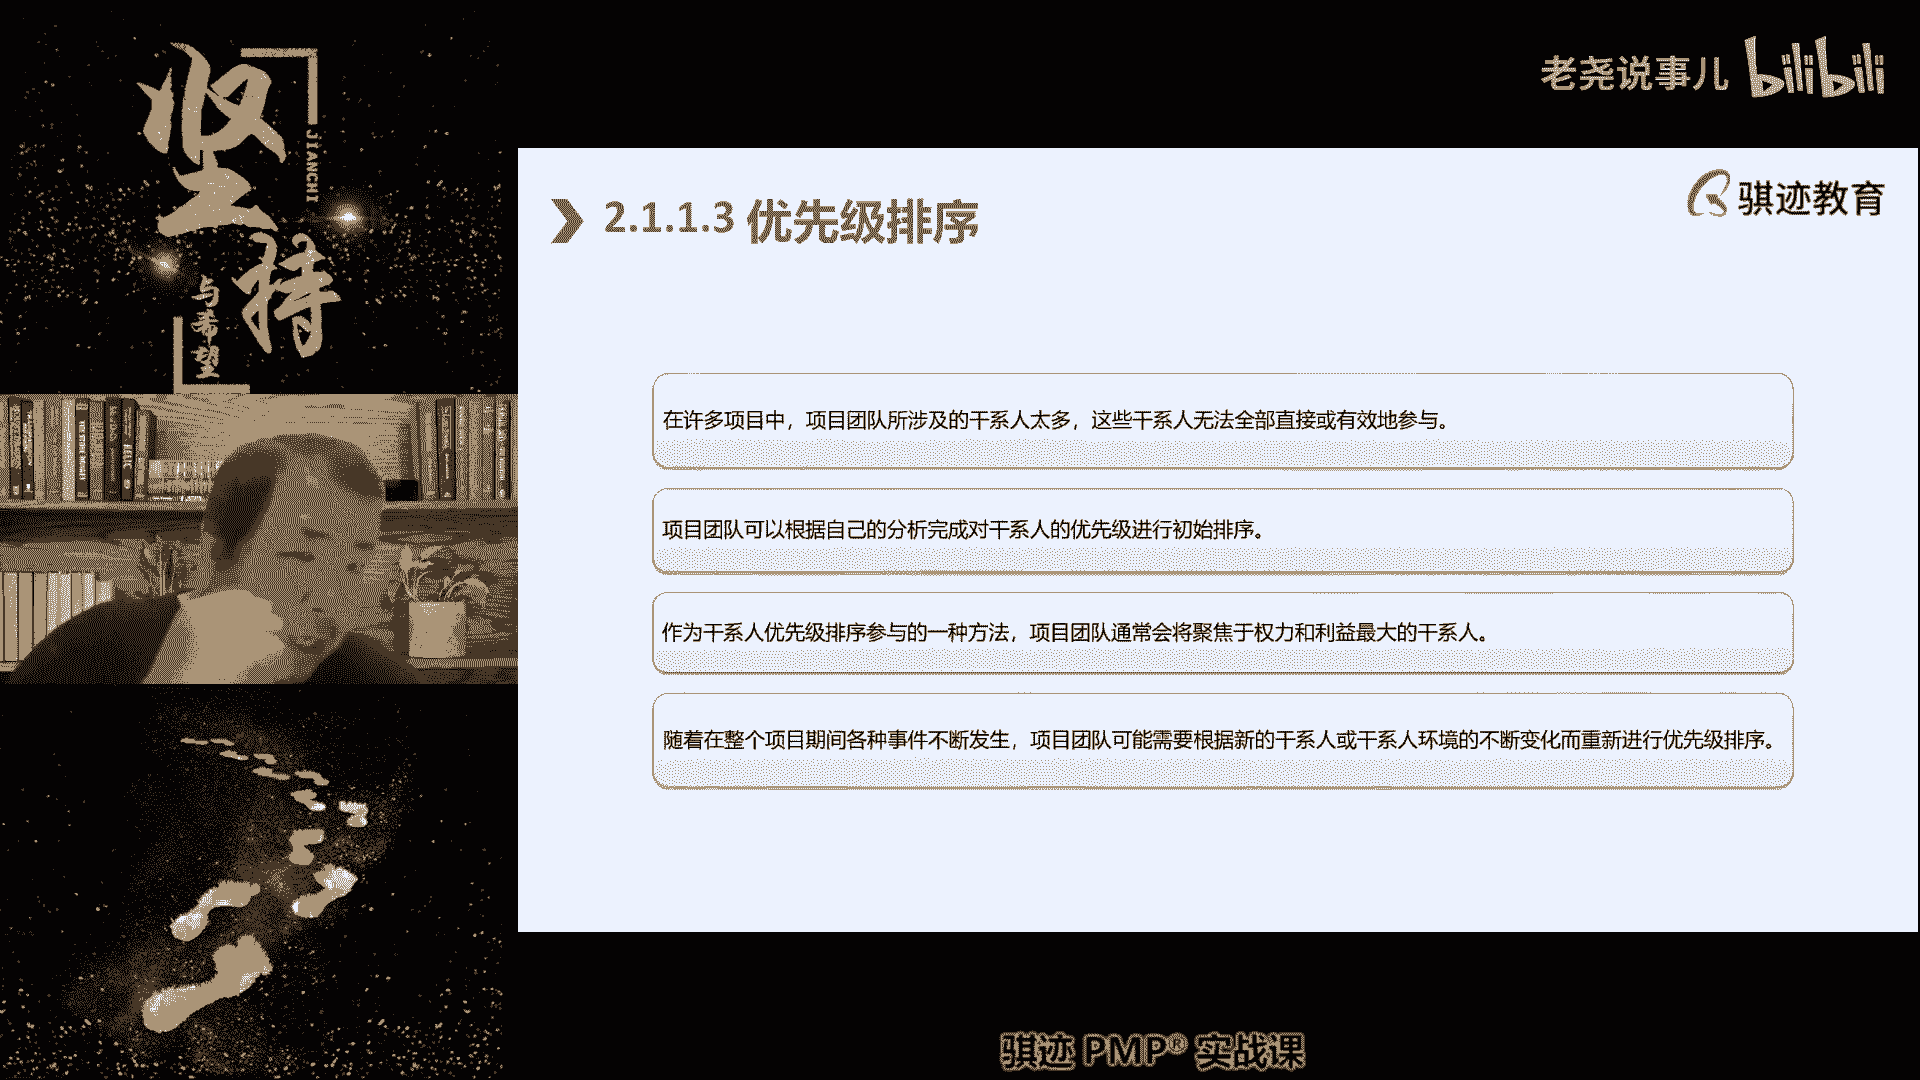 坚持
JIANCHI
与希望
老尧说事儿 bilibili
骐迹教育
2.1.1.3 优先级排序
在许多项目中，项目团队所涉及的干系人太多，这些干系人无法全部直接或有效地参与。
项目团队可以根据自己的分析完成对干系人的优先级进行初始排序。
作为干系人优先级排序参与的一种方法，项目团队通常会将聚焦于权力和利益最大的干系人。
随着在整个项目期间各种事件不断发生，项目团队可能需要根据新的干系人或干系人环境的不断变化而重新进行优先级排序。
骐迹 PMP® 实战课